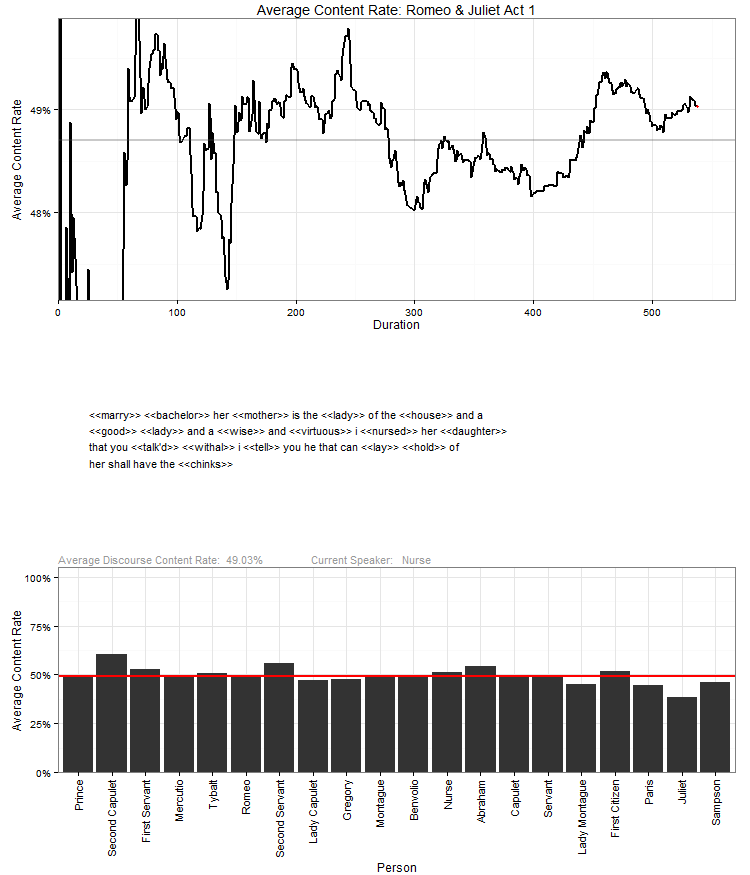 Average Content Rate: Romeo & Juliet Act 1
Average Content Rate
49%
48%
0 100 200 300 400 500
Duration
<<marry>> <<bachelor>> her <<mother>> is the <<lady>> of the <<house>> and a
<<good>> <<lady>> and a <<wise>> and <<virtuous>> i <<nursed>> her <<daughter>>
that you <<talk'd>> <<withal>> i <<tell>> you he that can <<lay>> <<hold>> of
her shall have the <<chinks>>
Average Discourse Content Rate: 49.03% Current Speaker: Nurse
Average Content Rate
100%
75%
50%
25%
0%
Prince
Second Capulet
First Servant
Mercutio
Tybalt
Romeo
Second Servant
Lady Capulet
Gregory
Montague
Benvolio
Nurse
Abraham
Capulet
Servant
Lady Montague
First Citizen
Paris
Juliet
Sampson
Person